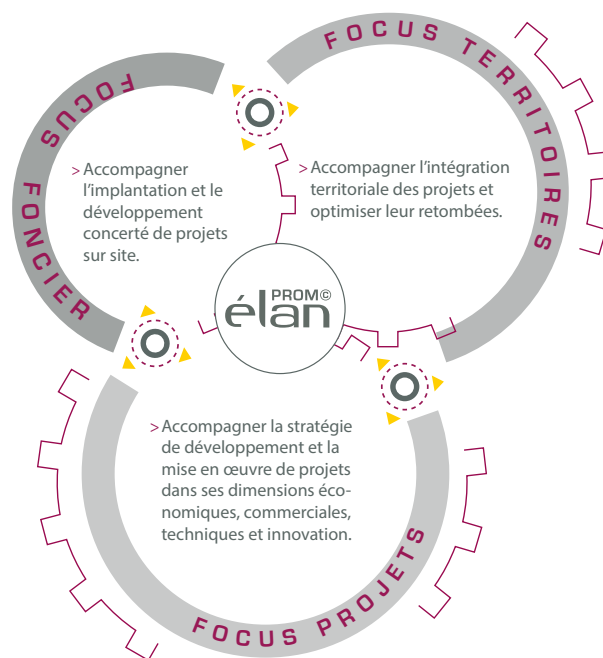 FOCUS TERRITOIRES
FOCUS FONCIER
> Accompagner
l'implantation et le
développement
concerté de projets
sur site.
> Accompagner l'intégration
territoriale des projets et
optimiser leur retombées.
PROM©
élan
> Accompagner la stratégie
de développement et la
mise en œuvre de projets
dans ses dimensions éco-
nomiques, commerciales,
techniques et innovation.
FOCUS PROJETS